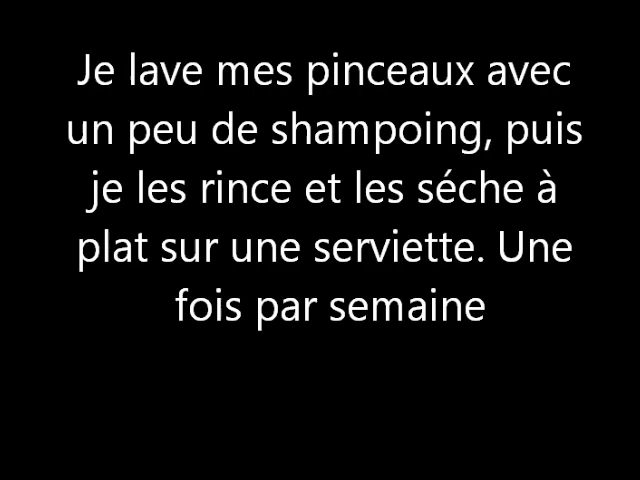 Je lave mes pinceaux avec
un peu de shampoing, puis
je les rince et les séche à
plat sur une serviette. Une
fois par semaine